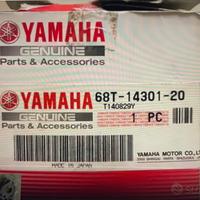 YAMAHA
GENUINE
Parts & Accessories
YAMAHA
68T-14301-20
GENUINE
T140829Y
Parts & Accessories
1 PC
MADE IN JAPAN
YAMAHA MOTOR CO.,LT